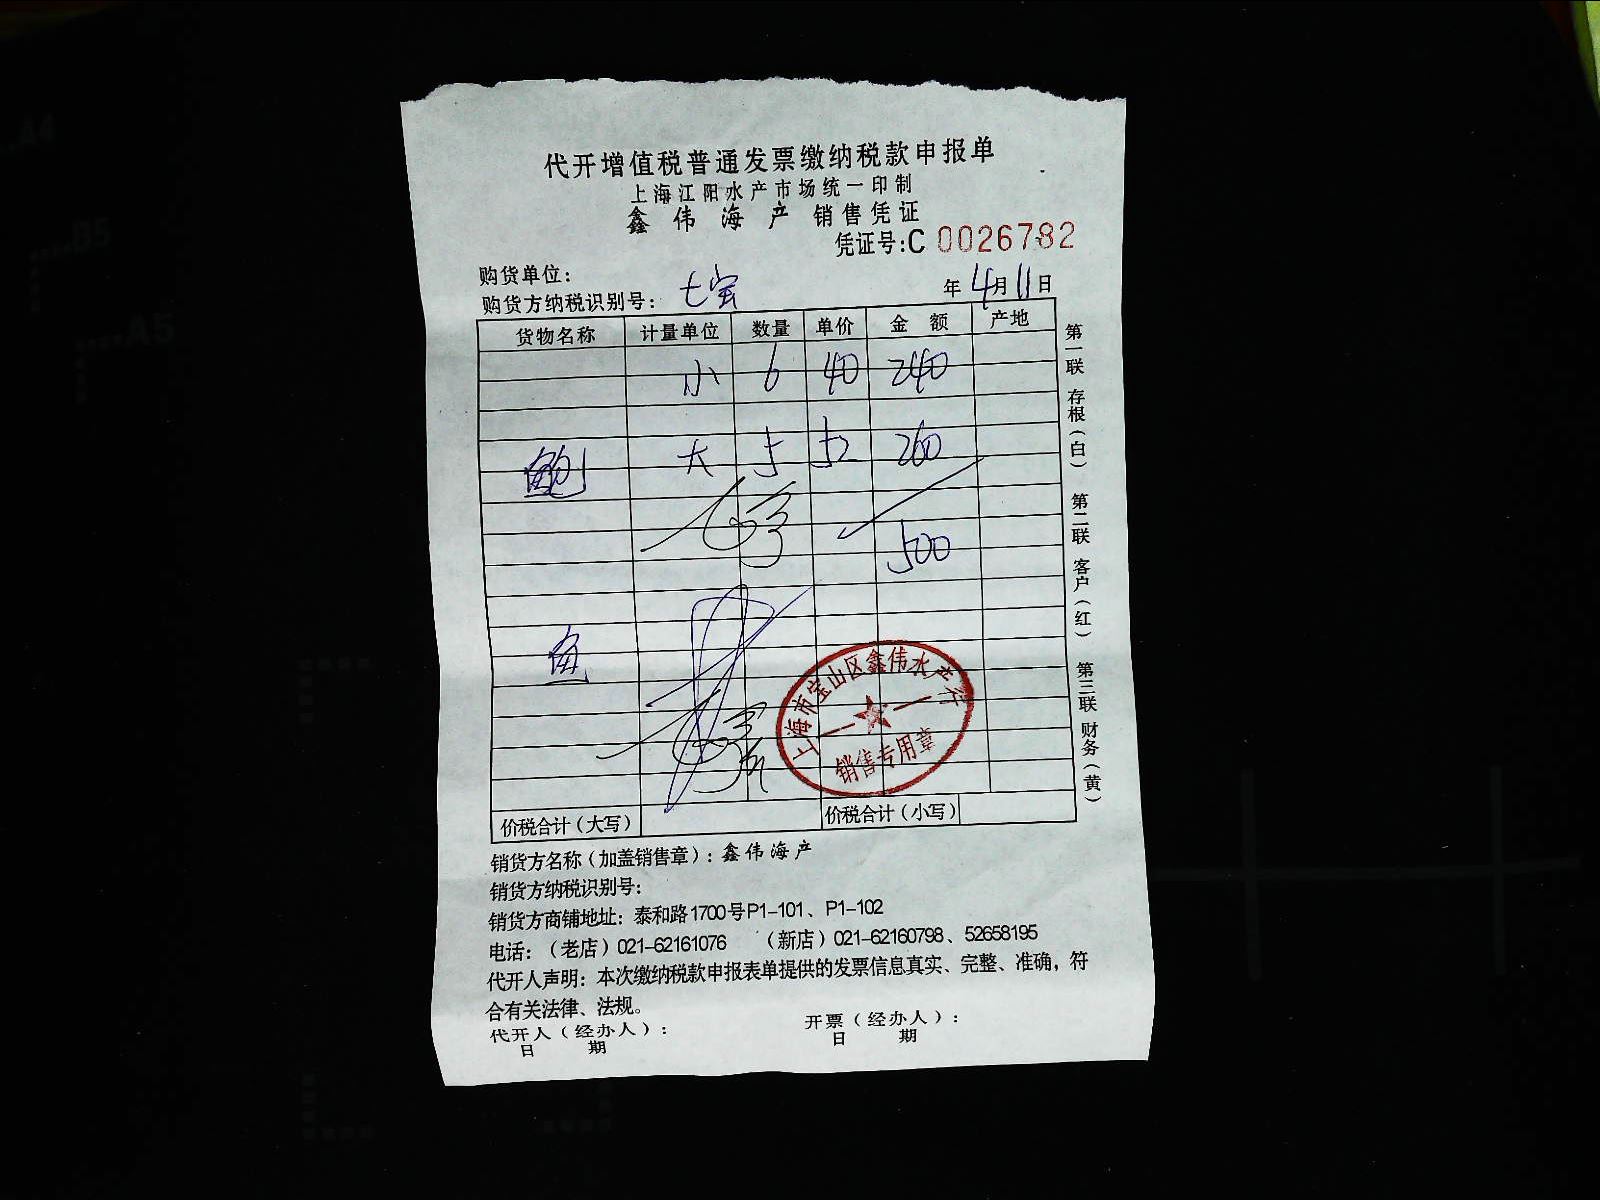 代开增值税普通发票缴纳税款申报单
上海江阳水产市场统一印制
鑫伟海产 销售凭证
凭证号:C 0026782
购货单位:
购货方纳税识别号: 七宝 年4月11日
货物名称 计量单位 数量 单价 金额 产地
小 6 40 240
鲍 大 5 52 260
500
鱼
价税合计(大写) 价税合计(小写)
上海市宝山区鑫伟水产行
销售专用章
第一联 存根(白) 第二联 客户(红) 第三联 财务(黄)
销货方名称(加盖销售章):鑫伟海产
销货方纳税识别号:
销货方商铺地址:泰和路1700号P1-101、P1-102
电话:(老店)021-62161076 (新店)021-62160798、52658195
代开人声明:本次缴纳税款申报表单提供的发票信息真实、完整、准确,符
合有关法律、法规。
代开人(经办人): 开票(经办人):
日 期 日 期
A4
B5
A5